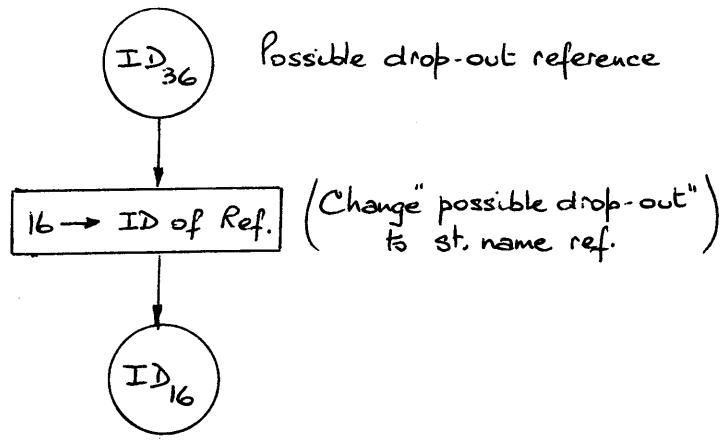 ID36 Possible drop-out reference
16 → ID of Ref. (Change "possible drop-out"
to st. name ref.)
ID16